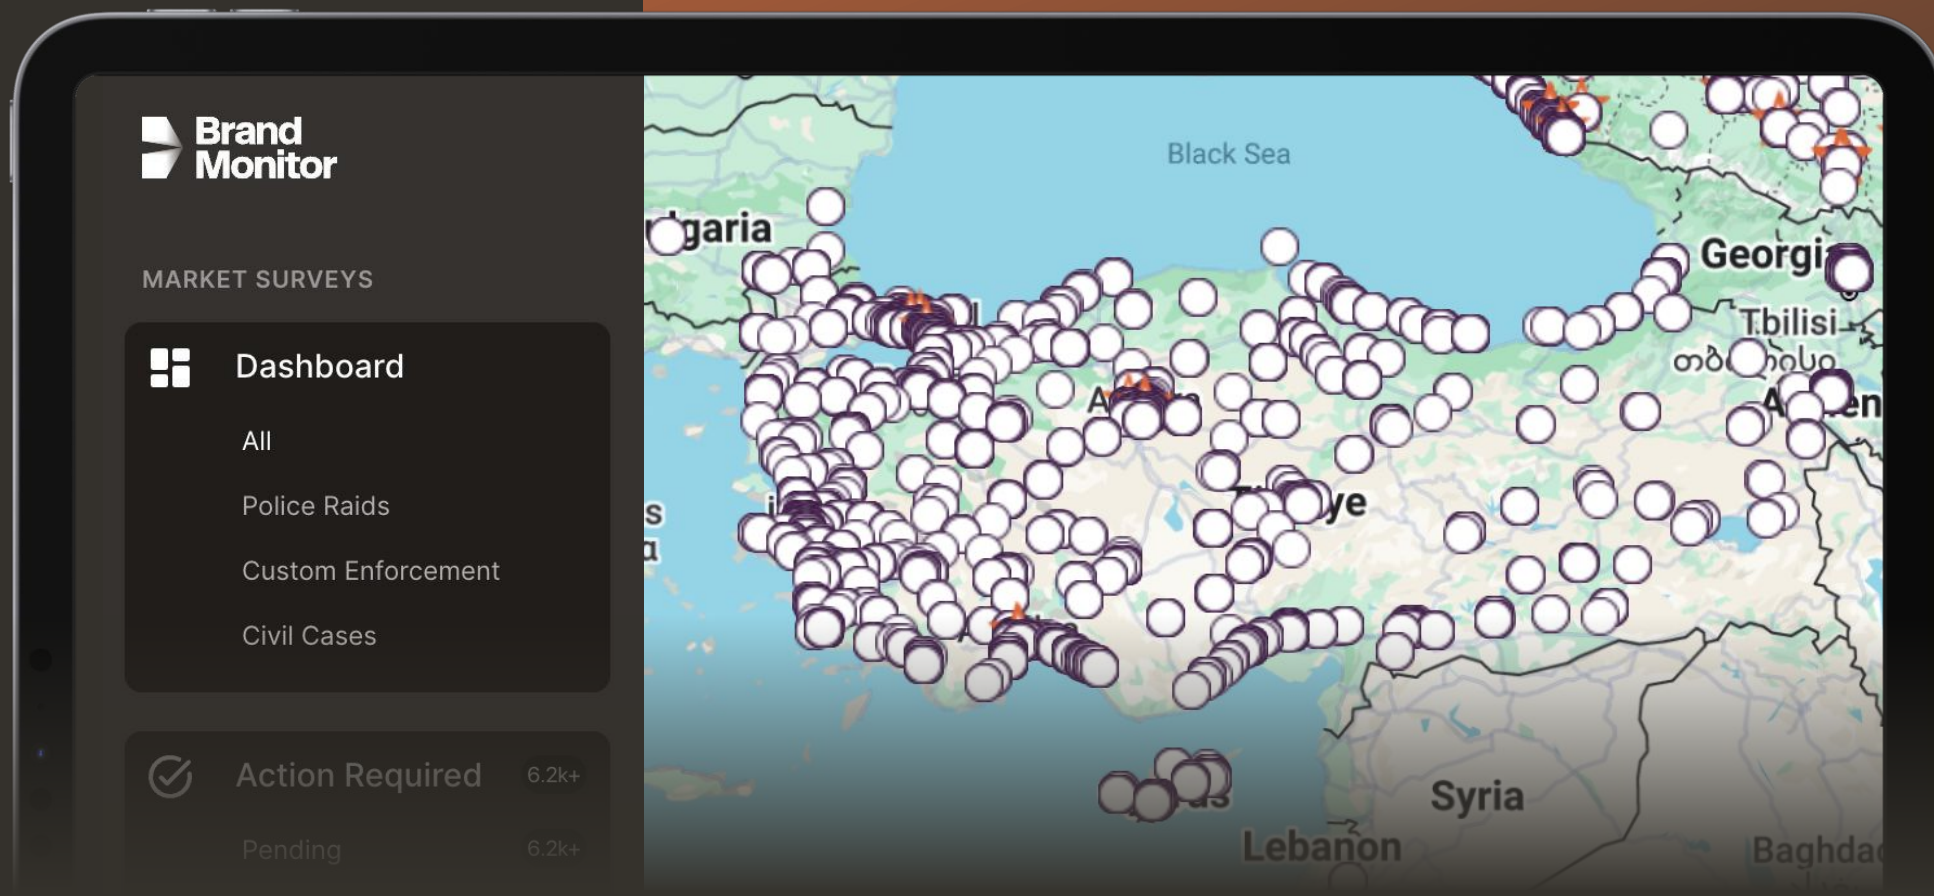 Brand
Monitor
MARKET SURVEYS
Dashboard
All
Police Raids
Custom Enforcement
Civil Cases
Action Required
6.2k+
Pending
6.2k+
Black Sea
Georgi
Tbilisi
Syria
Lebanon